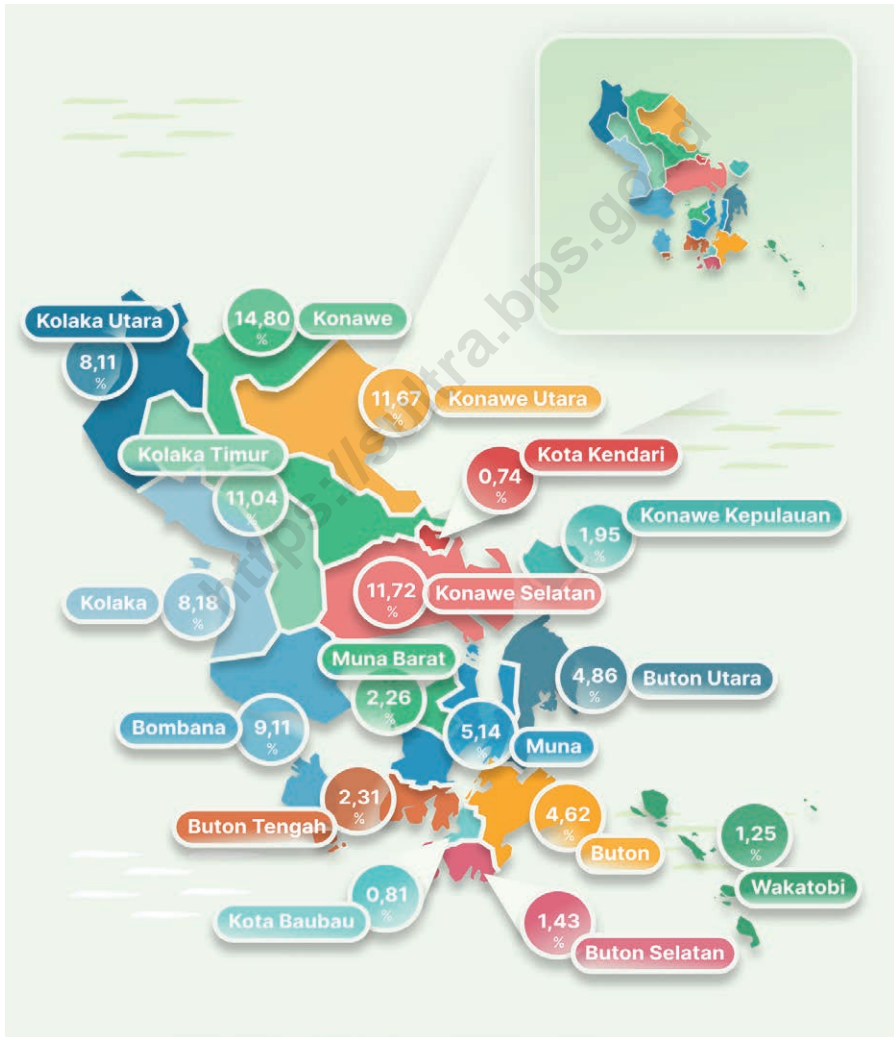 Kolaka Utara
8,11
%
14,80
%
Konawe
11,67
%
Konawe Utara
Kolaka Timur
11,04
%
Kota Kendari
0,74
%
Konawe Kepulauan
1,95
%
Kolaka
8,18
%
11,72
%
Konawe Selatan
Muna Barat
2,26
%
4,86
%
Buton Utara
Bombana
9,11
%
5,14
%
Muna
Buton Tengah
2,31
%
4,62
%
Buton
1,25
%
Wakatobi
Kota Baubau
0,81
%
1,43
%
Buton Selatan
https://sultra.bps.go.id